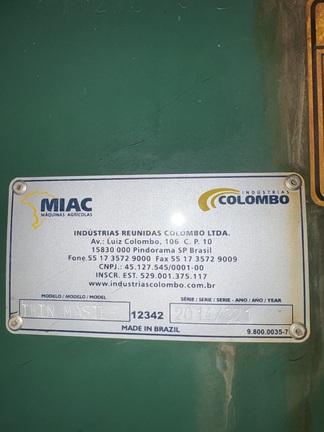 MIAC
MÁQUINAS AGRÍCOLAS
INDÚSTRIAS
COLOMBO
INDÚSTRIAS REUNIDAS COLOMBO LTDA.
Av.: Luiz Colombo, 106 C. P. 10
15830 000 Pindorama SP Brasil
Fone 55 17 3572 9000 Fax 55 17 3572 9009
CNPJ.: 45.127.545/0001-00
INSCR. EST. 529.001.375.117
www.industriascolombo.com.br
MODELO / MODELO / MODEL
SÉRIE / SERIE / SERIE - ANO / AÑO / YEAR
TWIN MASTER
12342
MADE IN BRAZIL
9.800.0035-7